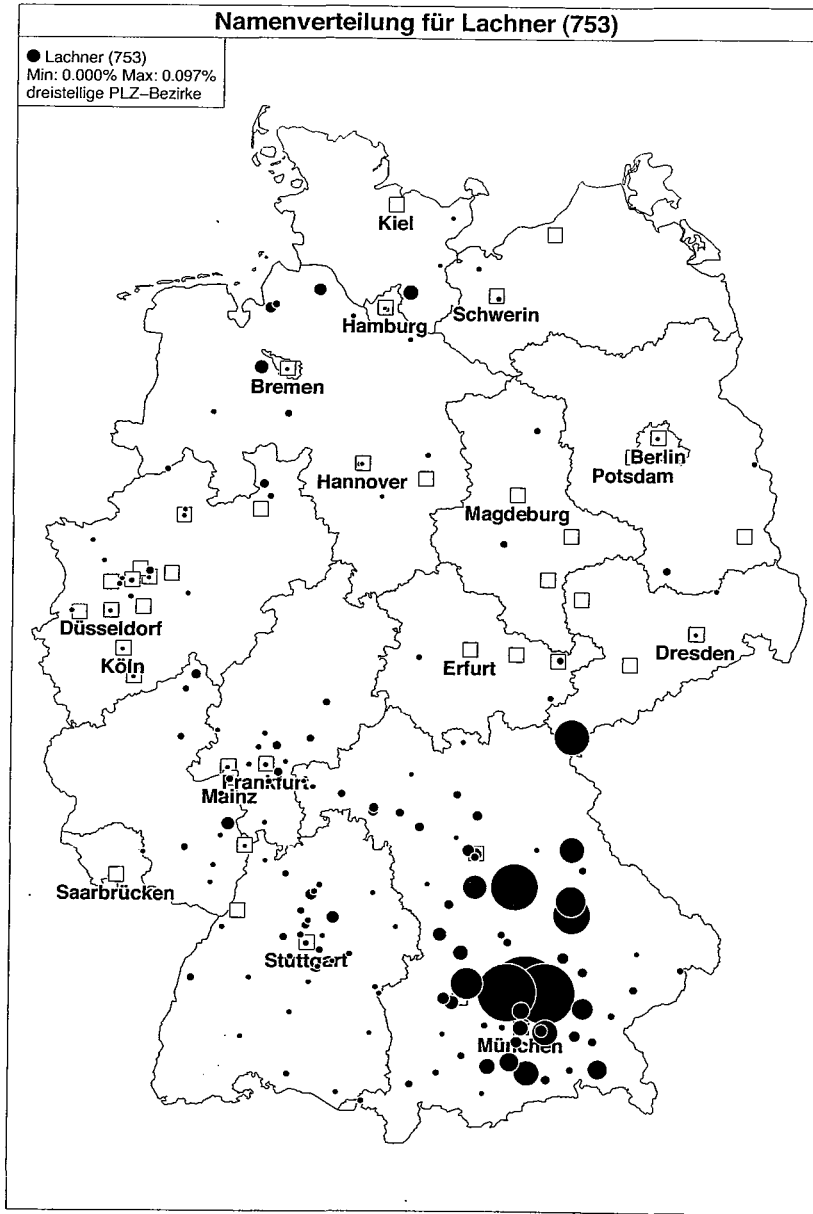 Namenverteilung für Lachner (753)
Lachner (753)
Min: 0.000% Max: 0.097%
dreistellige PLZ–Bezirke
Kiel
Schwerin
Hamburg
Bremen
Berlin
Potsdam
Hannover
Magdeburg
Düsseldorf
Köln
Erfurt
Dresden
Frankfurt
Mainz
Saarbrücken
Stuttgart
München